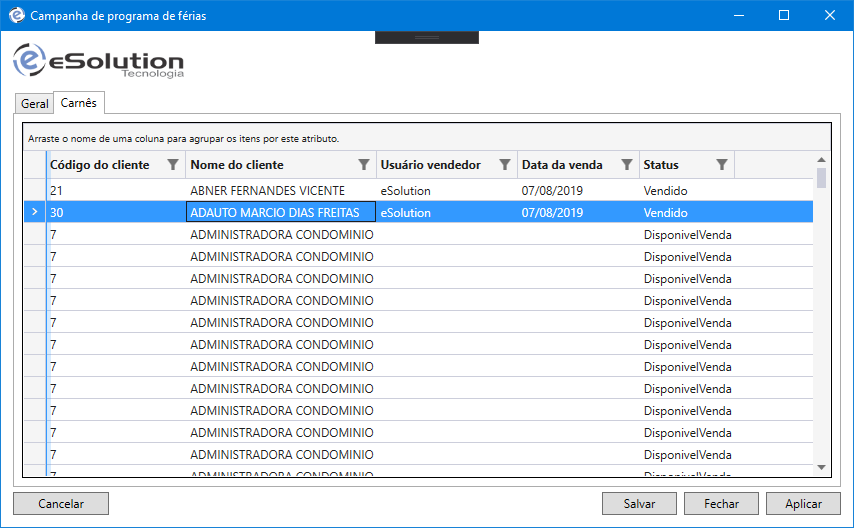 Campanha de programa de férias
eSolution
Tecnologia
Geral Carnês
Arraste o nome de uma coluna para agrupar os itens por este atributo.
Código do cliente Nome do cliente Usuário vendedor Data da venda Status
21 ABNER FERNANDES VICENTE eSolution 07/08/2019 Vendido
30 ADAUTO MARCIO DIAS FREITAS eSolution 07/08/2019 Vendido
7 ADMINISTRADORA CONDOMINIO DisponivelVenda
7 ADMINISTRADORA CONDOMINIO DisponivelVenda
7 ADMINISTRADORA CONDOMINIO DisponivelVenda
7 ADMINISTRADORA CONDOMINIO DisponivelVenda
7 ADMINISTRADORA CONDOMINIO DisponivelVenda
7 ADMINISTRADORA CONDOMINIO DisponivelVenda
7 ADMINISTRADORA CONDOMINIO DisponivelVenda
7 ADMINISTRADORA CONDOMINIO DisponivelVenda
7 ADMINISTRADORA CONDOMINIO DisponivelVenda
7 ADMINISTRADORA CONDOMINIO DisponivelVenda
7 ADMINISTRADORA CONDOMINIO DisponivelVenda
7 ADMINISTRADORA CONDOMINIO DisponivelVenda
Cancelar Salvar Fechar Aplicar